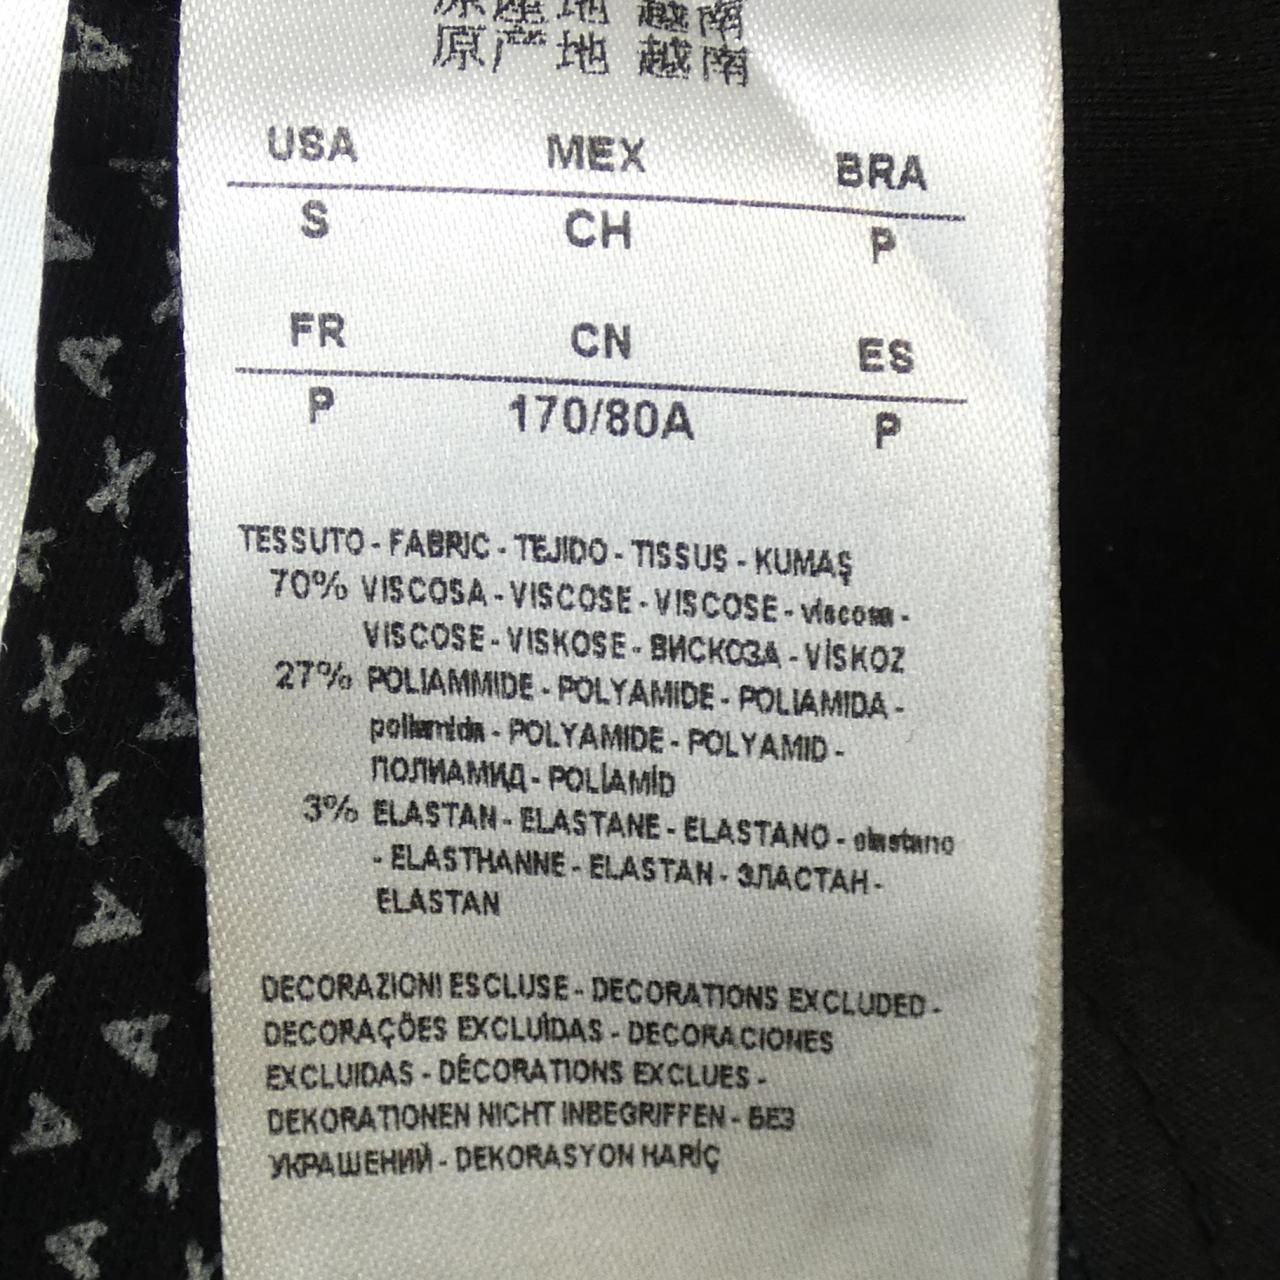 原產地 越南
原产地 越南
USA MEX BRA
S CH P
FR CN ES
P 170/80A P
TESSUTO - FABRIC - TEJIDO - TISSUS - KUMAŞ
70% VISCOSA - VISCOSE - VISCOSE - viscosa -
VISCOSE - VISKOSE - ВИСКОЗА - VİSKOZ
27% POLIAMMIDE - POLYAMIDE - POLIAMIDA -
poliamida - POLYAMIDE - POLYAMID -
ПОЛИАМИД - POLİAMİD
3% ELASTAN - ELASTANE - ELASTANO - elastano
- ELASTHANNE - ELASTAN - ЭЛАСТАН -
ELASTAN
DECORAZIONI ESCLUSE - DECORATIONS EXCLUDED -
DECORAÇÕES EXCLUÍDAS - DECORACIONES
EXCLUIDAS - DÉCORATIONS EXCLUES -
DEKORATIONEN NICHT INBEGRIFFEN - БЕЗ
УКРАШЕНИЙ - DEKORASYON HARİÇ